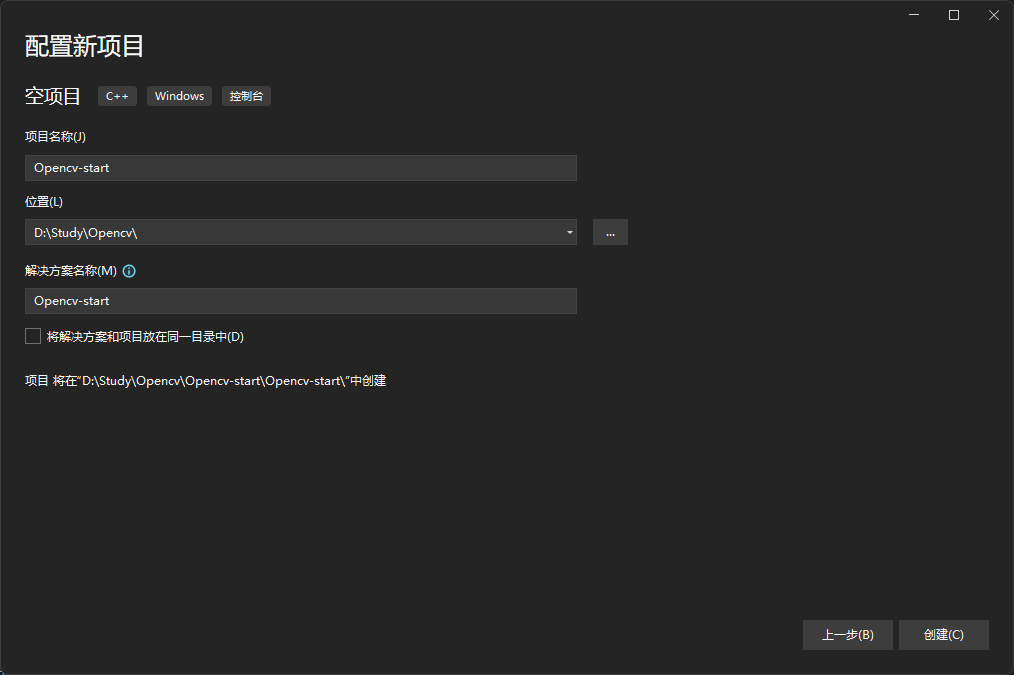 配置新项目
空项目 C++ Windows 控制台
项目名称(J)
Opencv-start
位置(L)
D:\Study\Opencv\
...
解决方案名称(M)
Opencv-start
将解决方案和项目放在同一目录中(D)
项目 将在“D:\Study\Opencv\Opencv-start\Opencv-start\”中创建
上一步(B) 创建(C)